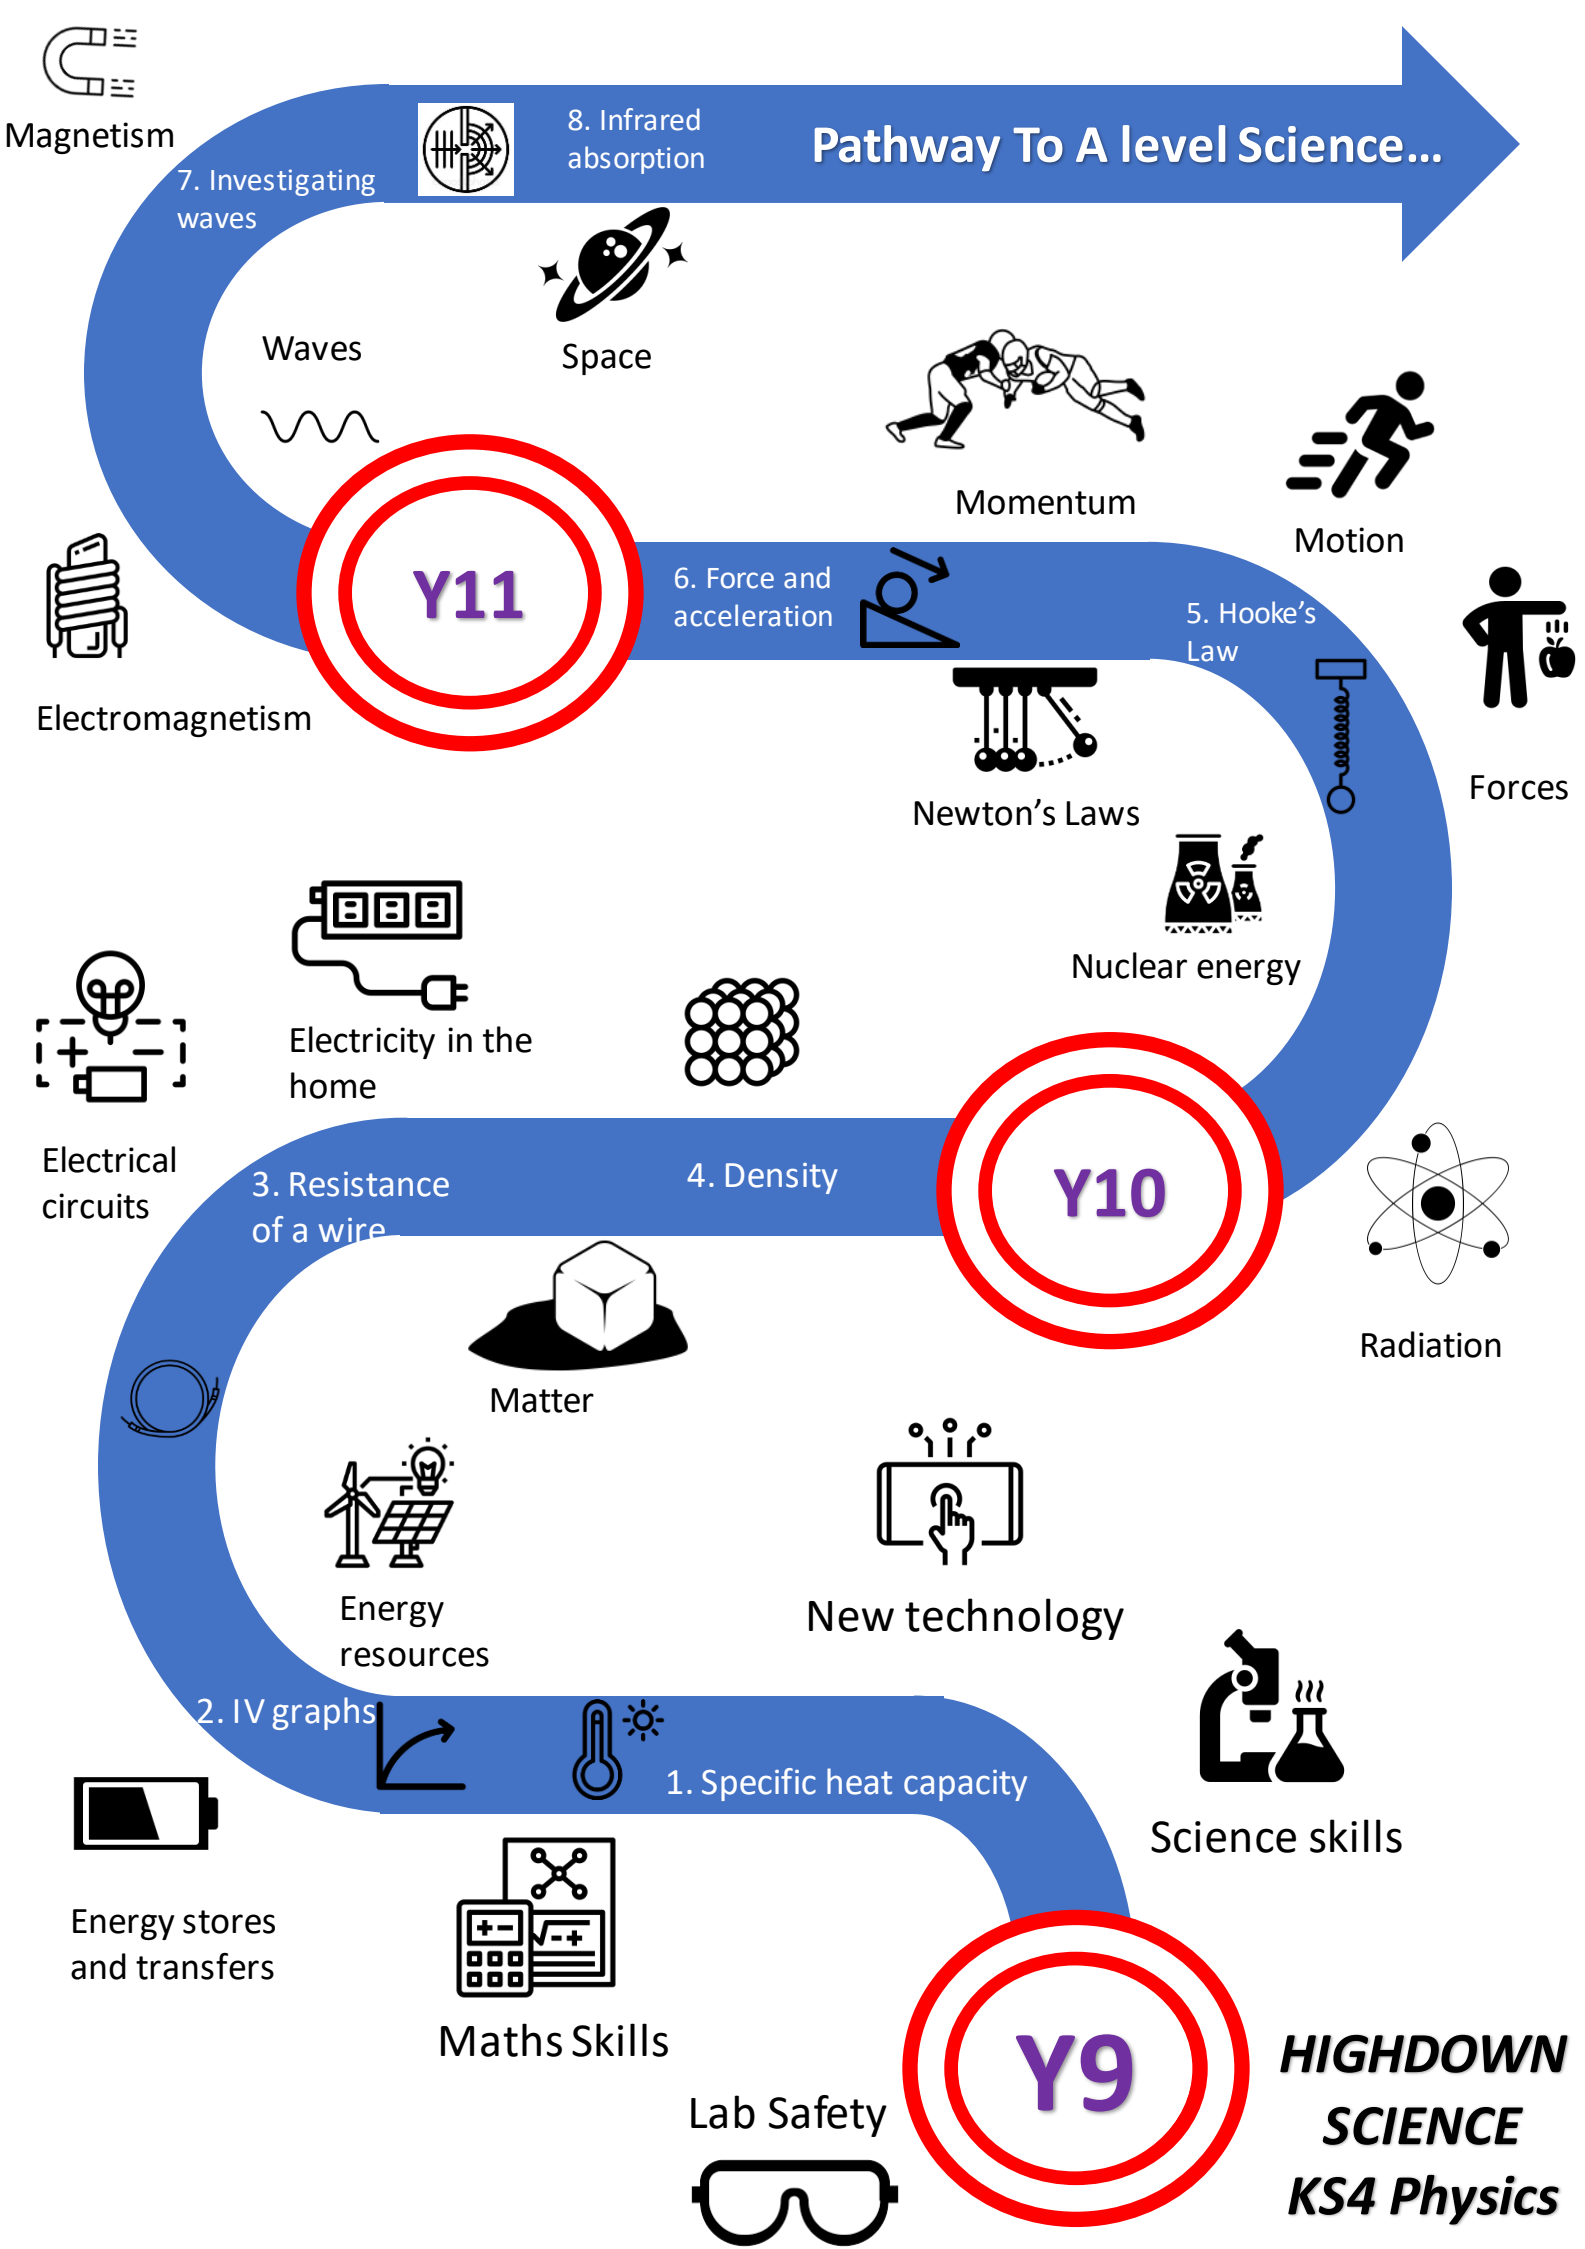 Magnetism
8. Infrared
absorption
Pathway To A level Science...
7. Investigating
waves
Waves
Space
Momentum
Motion
Y11
6. Force and
acceleration
5. Hooke's
Law
Electromagnetism
Newton's Laws
Forces
Nuclear energy
Electricity in the
home
Electrical
circuits
3. Resistance
of a wire
4. Density
Y10
Radiation
Matter
Energy
resources
New technology
2. IV graphs
1. Specific heat capacity
Science skills
Energy stores
and transfers
Maths Skills
Y9
Lab Safety
HIGHDOWN
SCIENCE
KS4 Physics